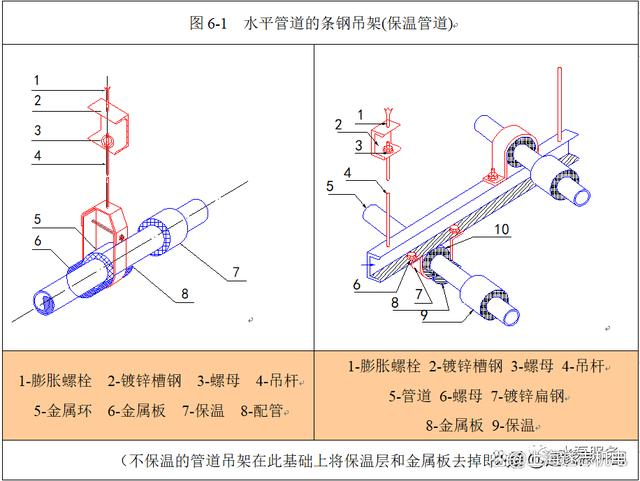 图 6-1 水平管道的条钢吊架(保温管道)
1
2
3
4
5
6
7
8
1
2
3
4
5
6
8
7
9
10
1-膨胀螺栓 2-镀锌槽钢 3-螺母 4-吊杆
5-金属环 6-金属板 7-保温 8-配管
1-膨胀螺栓 2-镀锌槽钢 3-螺母 4-吊杆
5-管道 6-螺母 7-镀锌扁钢
8-金属板 9-保温
(不保温的管道吊架在此基础上将保温层和金属板去掉即